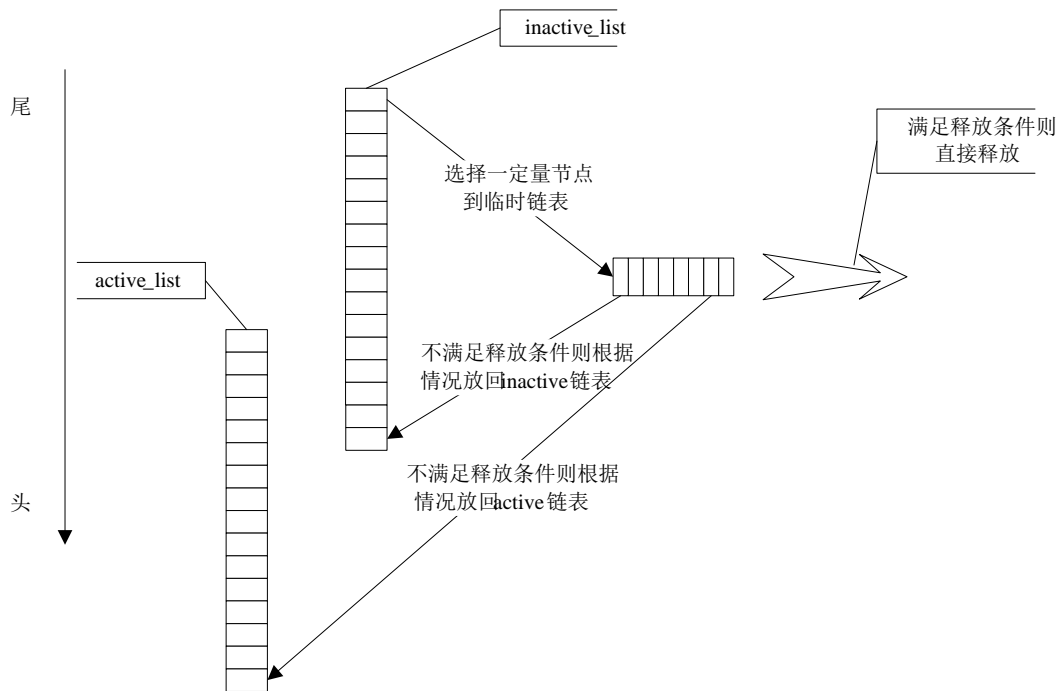 inactive_list
尾
满足释放条件则
直接释放
选择一定量节点
到临时链表
active_list
不满足释放条件则根据
情况放回inactive链表
不满足释放条件则根据
情况放回active链表
头